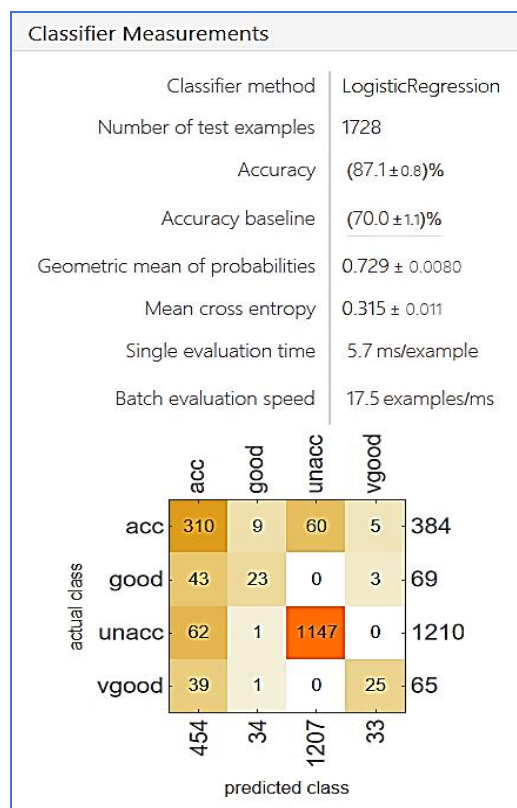 Classifier Measurements
Classifier method LogisticRegression
Number of test examples 1728
Accuracy (87.1±0.8)%
Accuracy baseline (70.0±1.1)%
Geometric mean of probabilities 0.729 ± 0.0080
Mean cross entropy 0.315 ± 0.011
Single evaluation time 5.7 ms/example
Batch evaluation speed 17.5 examples/ms
acc good unacc vgood
acc 310 9 60 5 384
good 43 23 0 3 69
unacc 62 1 1147 0 1210
vgood 39 1 0 25 65
actual class
454 34 1207 33
predicted class